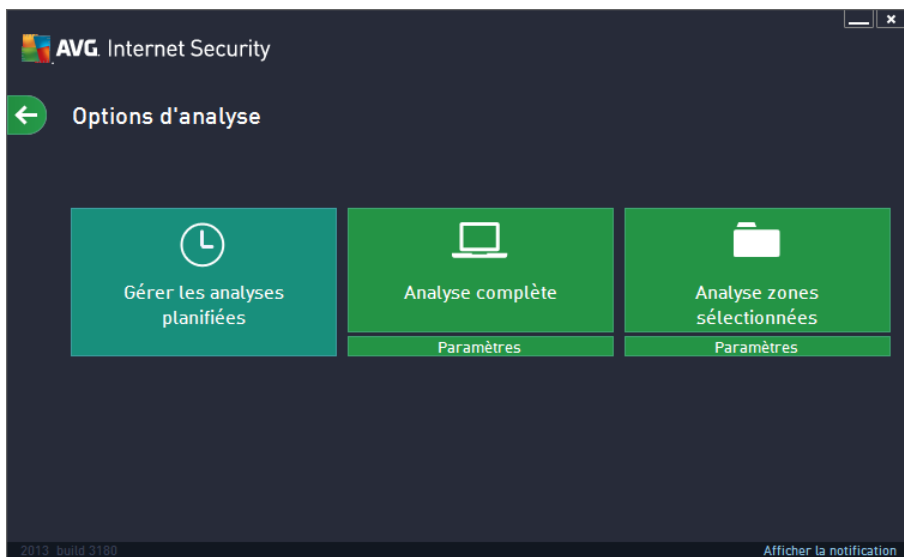 AVG. Internet Security
Options d'analyse
Gérer les analyses
planifiées
Analyse complète
Paramètres
Analyse zones
sélectionnées
Paramètres
2013 build 3180
Afficher la notification